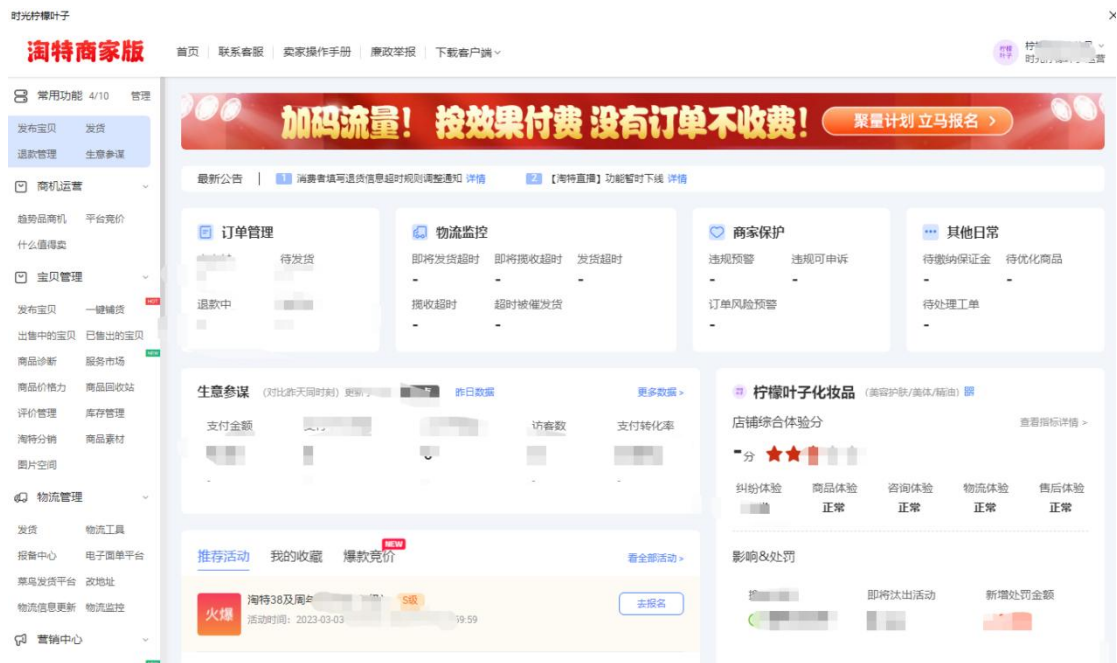 时光柠檬叶子
淘特商家版
首页 联系客服 卖家操作手册 廉政举报 下载客户端
柠檬叶子
常用功能 4/10 管理
发布宝贝 发货
退款管理 生意参谋
商机运营
趋势品商机 平台竞价
什么值得卖
宝贝管理
发布宝贝 一键铺货 HOT
出售中的宝贝 已售出的宝贝
商品诊断 服务市场 NEW
商品价格力 商品回收站
评价管理 库存管理
淘特分销 商品素材
图片空间
物流管理
发货 物流工具
报备中心 电子面单平台
菜鸟发货平台 改地址
物流信息更新 物流监控
营销中心
加码流量! 按效果付费 没有订单不收费! 聚量计划 立马报名 >
最新公告 1 消费者填写退货信息超时规则调整通知 详情 2 【淘特直播】功能暂时下线 详情
订单管理
待发货
退款中
物流监控
即将发货超时 即将揽收超时 发货超时
- - -
揽收超时 超时被催发货
- -
商家保护
违规预警 违规可申诉
- -
订单风险预警
-
其他日常
待缴纳保证金 待优化商品
- -
待处理工单
-
生意参谋 (对比昨天同时刻) 昨日数据 更多数据 >
支付金额 访客数 支付转化率
推荐活动 我的收藏 爆款竞价 NEW 看全部活动 >
火爆 淘特38及周年 S级 去报名
活动时间: 2023-03-03 59:59
柠檬叶子化妆品 (美容护肤/美体/精油)
店铺综合体验分 查看指标详情 >
-分
纠纷体验 商品体验 咨询体验 物流体验 售后体验
正常 正常 正常 正常
影响&处罚
即将汰出活动 新增处罚金额